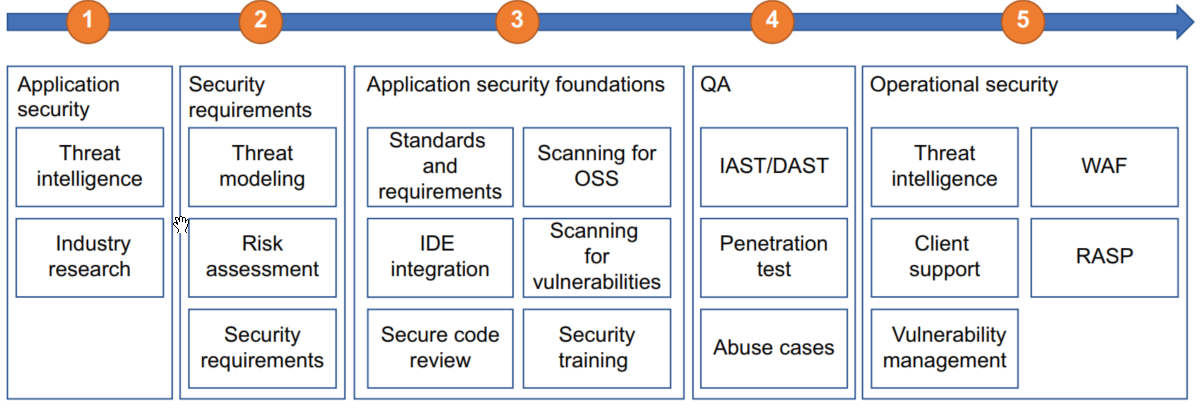 1
2
3
4
5
Application
security
Threat
intelligence
Industry
research
Security
requirements
Threat
modeling
Risk
assessment
Security
requirements
Application security foundations
Standards
and
requirements
Scanning for
OSS
IDE
integration
Scanning
for
vulnerabilities
Secure code
review
Security
training
QA
IAST/DAST
Penetration
test
Abuse cases
Operational security
Threat
intelligence
WAF
Client
support
RASP
Vulnerability
management